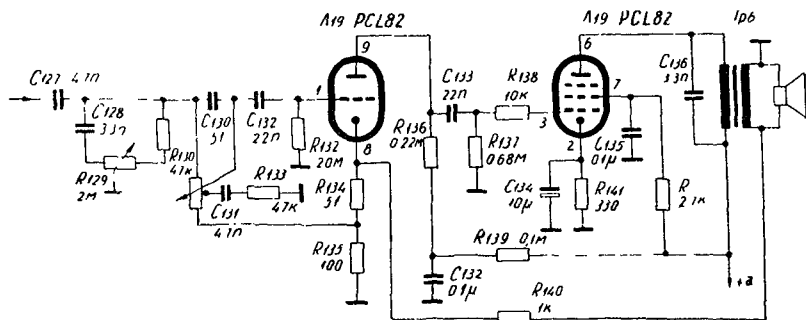 Л19 PCL82
Л19 PCL82
Тр6
9
6
C127 4.7п
C128
3.3п
C130
51
C132
22п
1
R132
20М
8
R129
2М
R130
47к
C131
4.7п
R133
47к
R134
51
R135
100
C133
22п
R138
10к
R136
0.22М
R137
0.68М
3
2
7
C136
3.3п
C135
0.1μ
C134
10μ
R141
330
R
2.7к
R139 0,1М
C132
0.1μ
R140
1к
+а